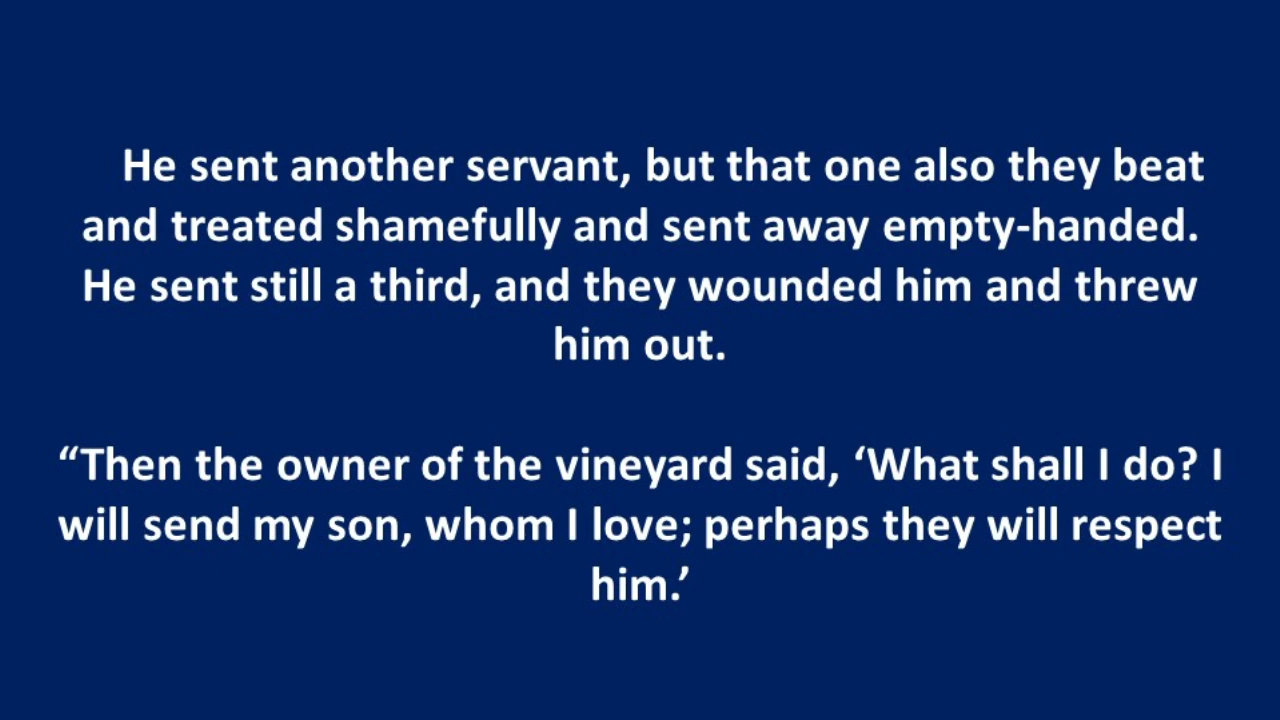 He sent another servant, but that one also they beat
and treated shamefully and sent away empty-handed.
He sent still a third, and they wounded him and threw
him out.
“Then the owner of the vineyard said, ‘What shall I do? I
will send my son, whom I love; perhaps they will respect
him.’